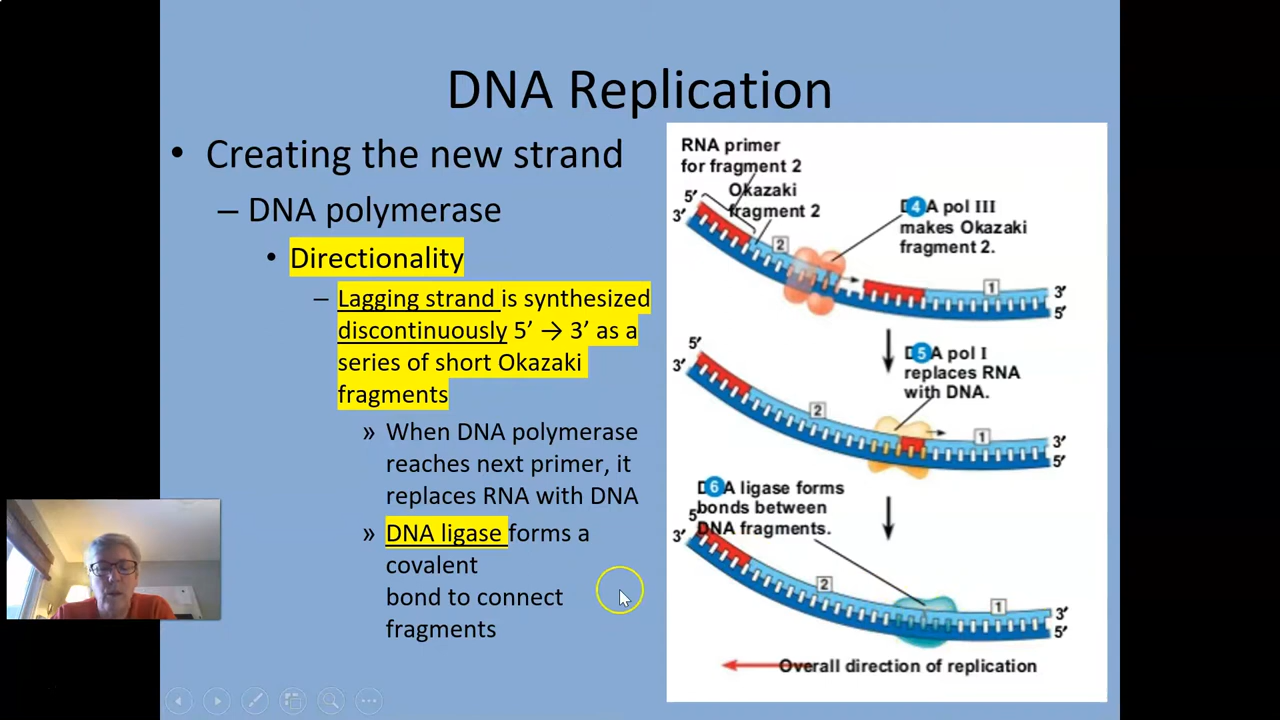 DNA Replication
• Creating the new strand
– DNA polymerase
• Directionality
– Lagging strand is synthesized
discontinuously 5′ → 3′ as a
series of short Okazaki
fragments
» When DNA polymerase
reaches next primer, it
replaces RNA with DNA
» DNA ligase forms a
covalent
bond to connect
fragments
RNA primer
for fragment 2
Okazaki
fragment 2
5′
3′
2
4
DNA pol III
makes Okazaki
fragment 2.
1
3′
5′
5′
3′
2
5
DNA pol I
replaces RNA
with DNA.
1
3′
5′
6
DNA ligase forms
bonds between
DNA fragments.
5′
3′
2
1
3′
5′
Overall direction of replication